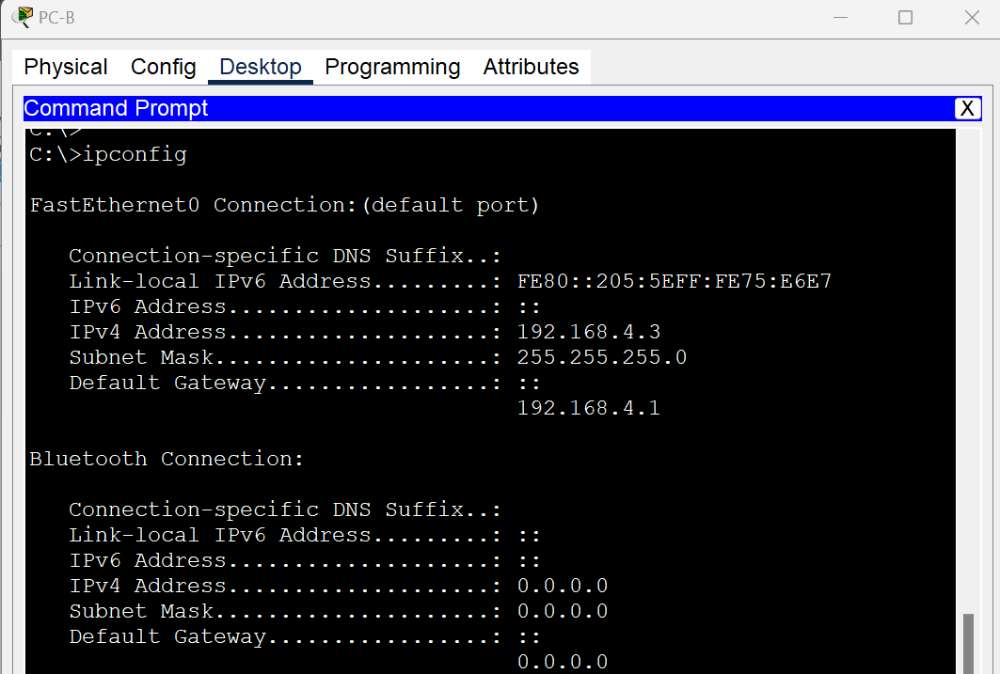 PC-B
Physical Config Desktop Programming Attributes
Command Prompt X
C:\>
C:\>ipconfig
FastEthernet0 Connection:(default port)
Connection-specific DNS Suffix..:
Link-local IPv6 Address.........: FE80::205:5EFF:FE75:E6E7
IPv6 Address....................: ::
IPv4 Address....................: 192.168.4.3
Subnet Mask.....................: 255.255.255.0
Default Gateway.................: ::
192.168.4.1
Bluetooth Connection:
Connection-specific DNS Suffix..:
Link-local IPv6 Address.........: ::
IPv6 Address....................: ::
IPv4 Address....................: 0.0.0.0
Subnet Mask.....................: 0.0.0.0
Default Gateway.................: ::
0.0.0.0